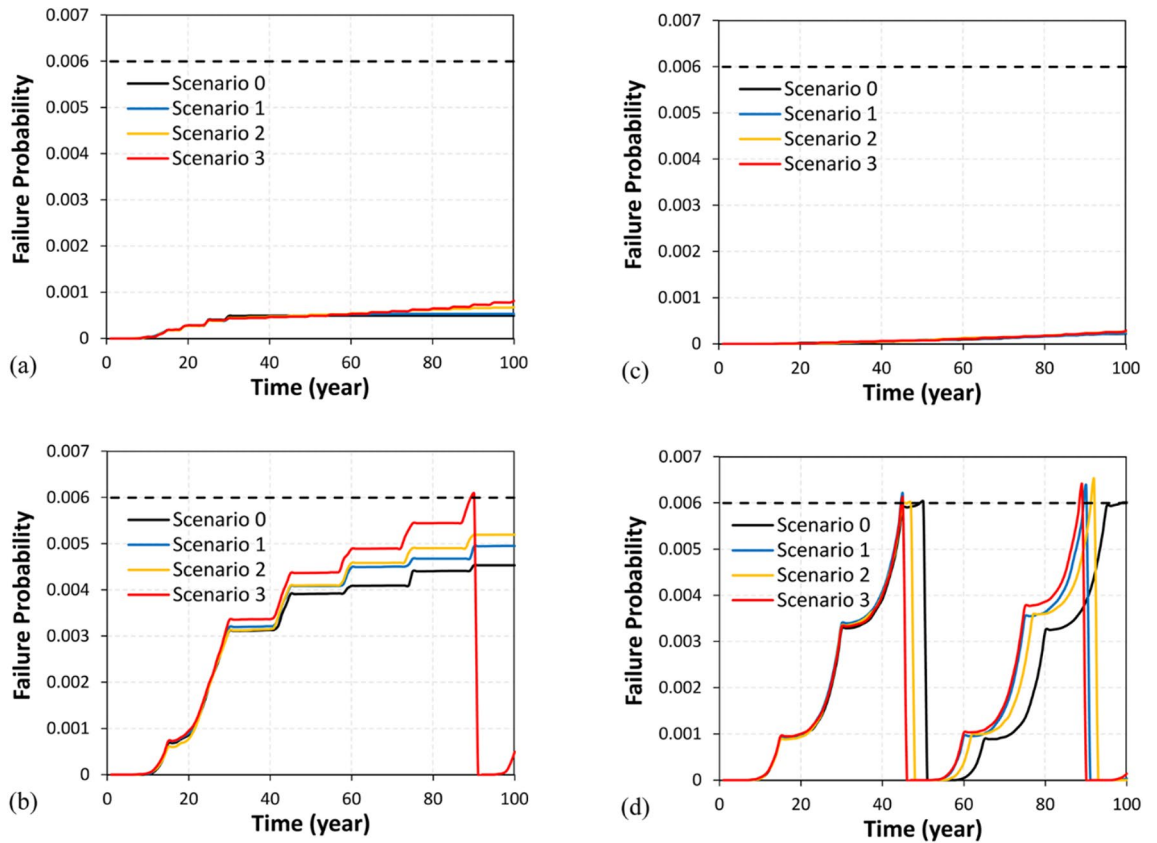 0.007
0.006
0.005
0.004
0.003
0.002
0.001
0
Failure Probability
Scenario 0
Scenario 1
Scenario 2
Scenario 3
0 20 40 60 80 100
Time (year)
(a)
0.007
0.006
0.005
0.004
0.003
0.002
0.001
0
Failure Probability
Scenario 0
Scenario 1
Scenario 2
Scenario 3
0 20 40 60 80 100
Time (year)
(c)
0.007
0.006
0.005
0.004
0.003
0.002
0.001
0
Failure Probability
Scenario 0
Scenario 1
Scenario 2
Scenario 3
0 20 40 60 80 100
Time (year)
(b)
0.007
0.006
0.005
0.004
0.003
0.002
0.001
0
Failure Probability
Scenario 0
Scenario 1
Scenario 2
Scenario 3
0 20 40 60 80 100
Time (year)
(d)